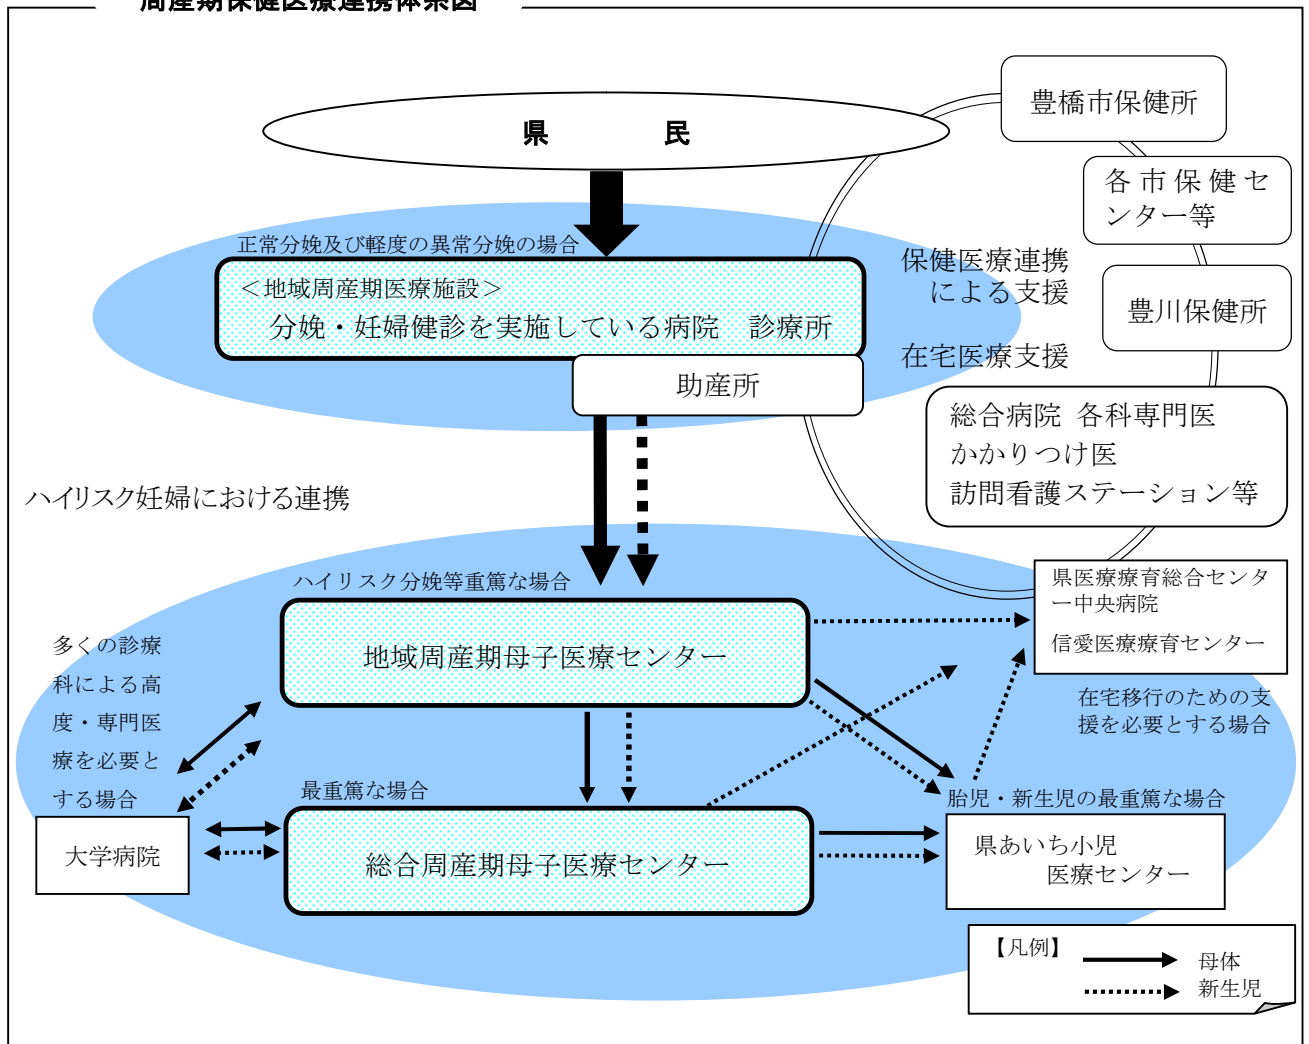 周産期保健医療連携体系図
県　　　民
豊橋市保健所
各市保健セ
ンター等
豊川保健所
正常分娩及び軽度の異常分娩の場合
＜地域周産期医療施設＞
分娩・妊婦健診を実施している病院　診療所
助産所
保健医療連携
による支援
在宅医療支援
総合病院 各科専門医
かかりつけ医
訪問看護ステーション等
ハイリスク妊婦における連携
ハイリスク分娩等重篤な場合
地域周産期母子医療センター
県医療療育総合センタ
ー中央病院
信愛医療療育センター
在宅移行のための支
援を必要とする場合
多くの診療
科による高
度・専門医
療を必要と
する場合
大学病院
最重篤な場合
総合周産期母子医療センター
胎児・新生児の最重篤な場合
県あいち小児
医療センター
【凡例】
母体
新生児